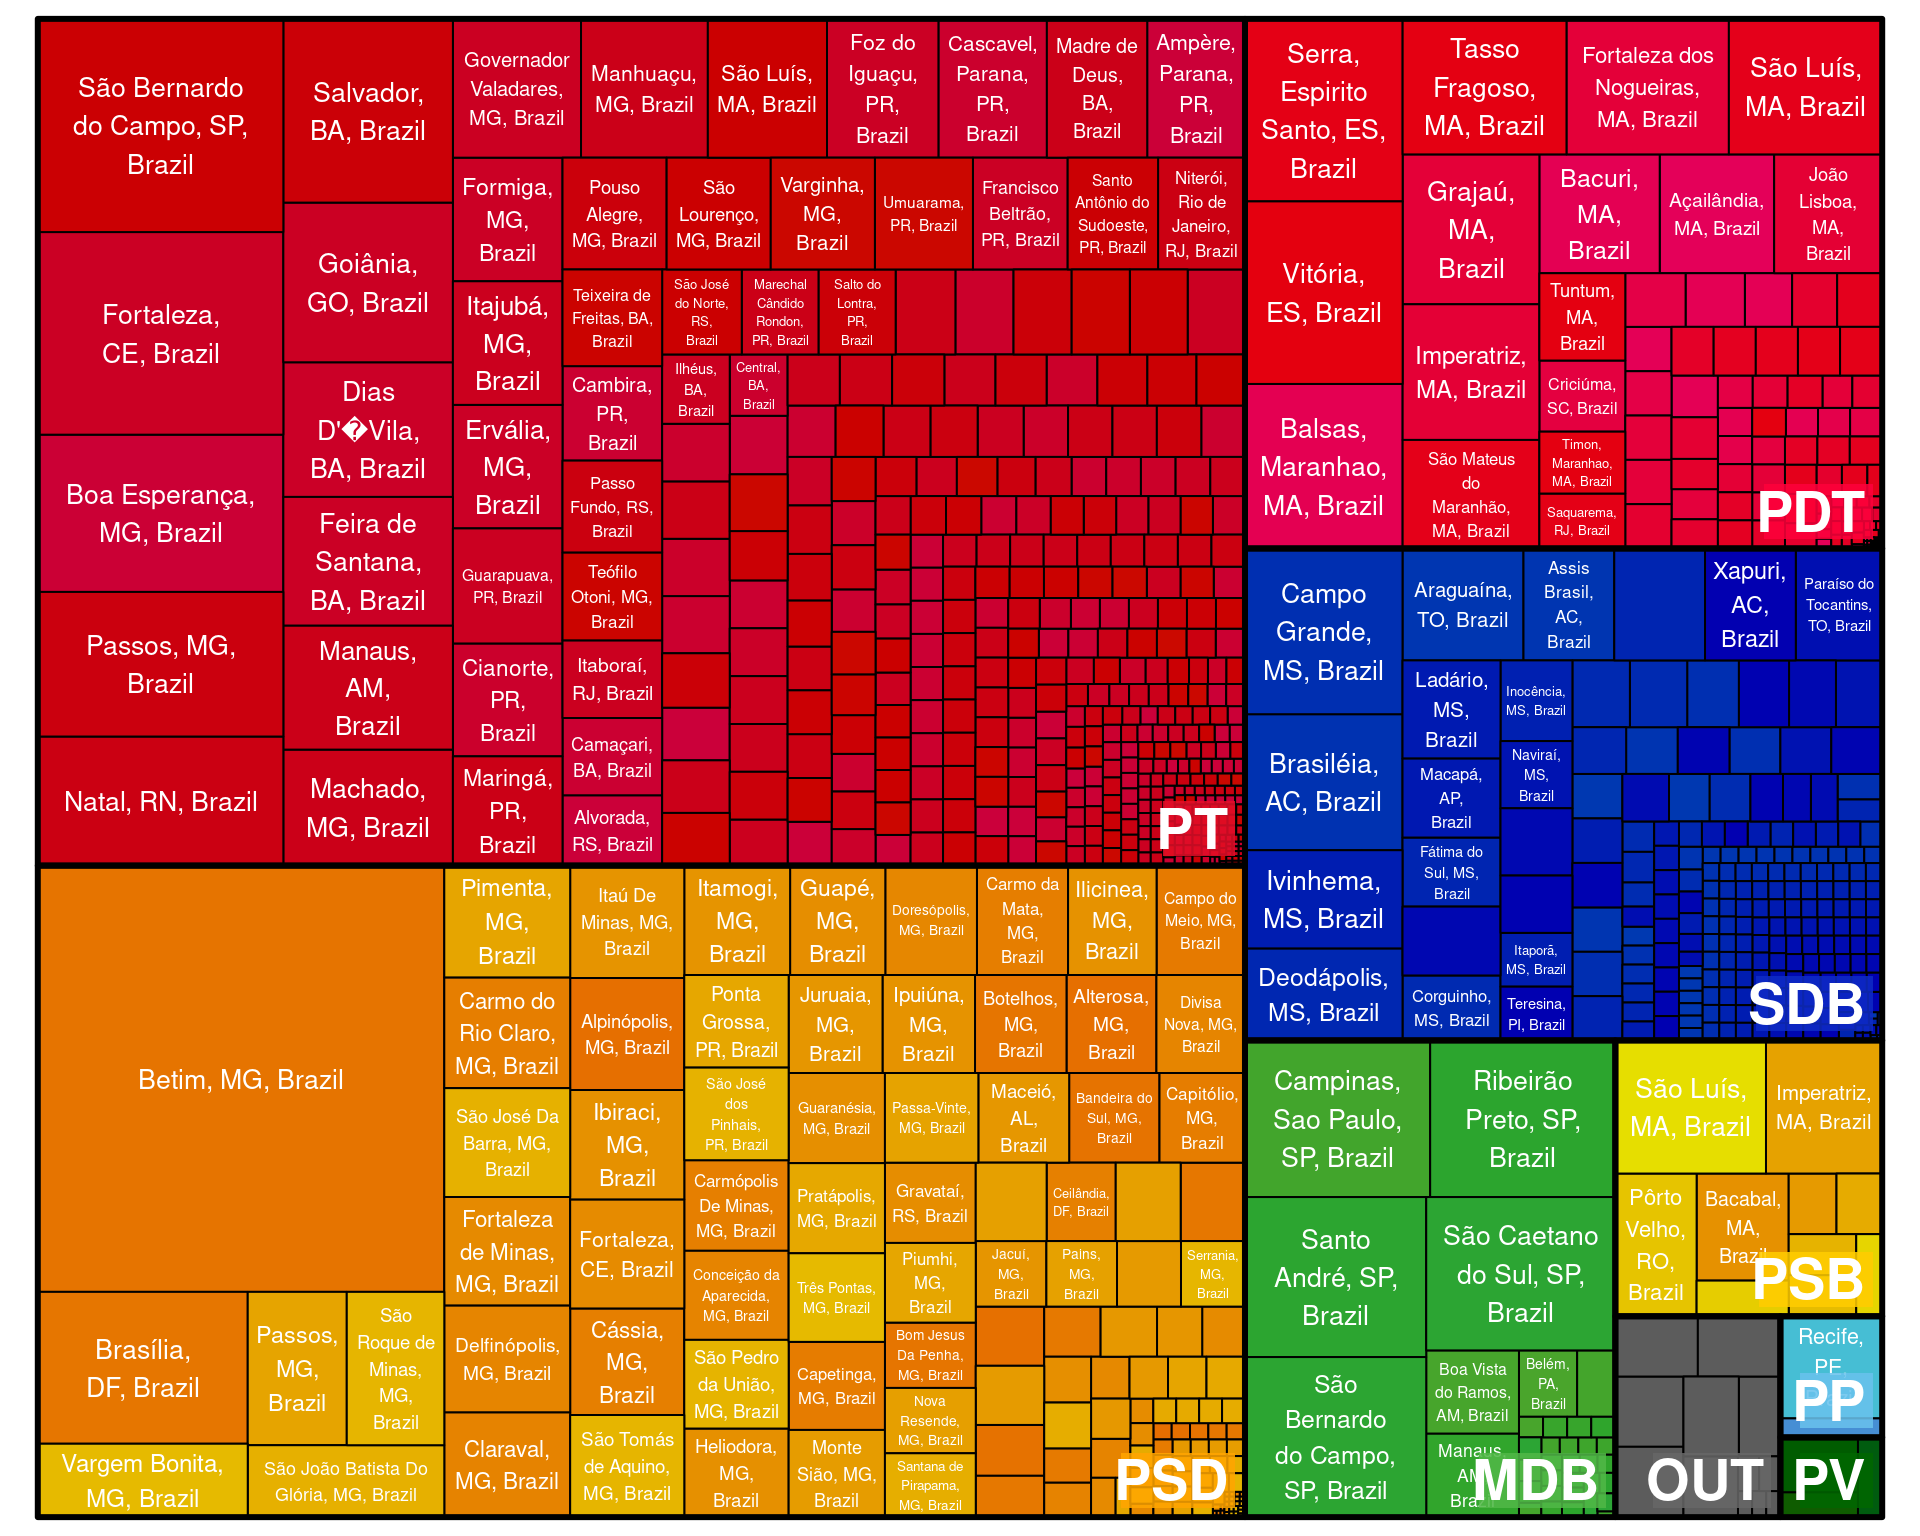 São Bernardo
do Campo, SP,
Brazil
Fortaleza,
CE, Brazil
Boa Esperança,
MG, Brazil
Passos, MG,
Brazil
Natal, RN, Brazil
Salvador,
BA, Brazil
Goiânia,
GO, Brazil
Dias
D'�Vila,
BA, Brazil
Feira de
Santana,
BA, Brazil
Manaus,
AM,
Brazil
Machado,
MG, Brazil
Governador
Valadares,
MG, Brazil
Manhuaçu,
MG, Brazil
São Luís,
MA, Brazil
Foz do
Iguaçu,
PR,
Brazil
Cascavel,
Parana,
PR,
Brazil
Madre de
Deus,
BA,
Brazil
Ampère,
Parana,
PR,
Brazil
Formiga,
MG,
Brazil
Itajubá,
MG,
Brazil
Ervália,
MG,
Brazil
Guarapuava,
PR, Brazil
Cianorte,
PR,
Brazil
Maringá,
PR,
Brazil
Pouso
Alegre,
MG, Brazil
São
Lourenço,
MG, Brazil
Varginha,
MG,
Brazil
Umuarama,
PR, Brazil
Francisco
Beltrão,
PR, Brazil
Santo
Antônio do
Sudoeste,
PR, Brazil
Niterói,
Rio de
Janeiro,
RJ, Brazil
Teixeira de
Freitas, BA,
Brazil
Cambira,
PR,
Brazil
Passo
Fundo, RS,
Brazil
Teófilo
Otoni, MG,
Brazil
Itaboraí,
RJ, Brazil
Camaçari,
BA, Brazil
Alvorada,
RS, Brazil
São José
do Norte,
RS,
Brazil
Marechal
Cândido
Rondon,
PR, Brazil
Salto do
Lontra,
PR,
Brazil
Ilhéus,
BA,
Brazil
Central,
BA,
Brazil
PT
Serra,
Espirito
Santo, ES,
Brazil
Vitória,
ES, Brazil
Balsas,
Maranhao,
MA, Brazil
Tasso
Fragoso,
MA, Brazil
Fortaleza dos
Nogueiras,
MA, Brazil
São Luís,
MA, Brazil
Grajaú,
MA,
Brazil
Imperatriz,
MA, Brazil
São Mateus
do
Maranhão,
MA, Brazil
Bacuri,
MA,
Brazil
Açailândia,
MA, Brazil
João
Lisboa,
MA,
Brazil
Tuntum,
MA,
Brazil
Criciúma,
SC, Brazil
Timon,
Maranhao,
MA, Brazil
Saquarema,
RJ, Brazil
PDT
Campo
Grande,
MS, Brazil
Brasiléia,
AC, Brazil
Ivinhema,
MS, Brazil
Deodápolis,
MS, Brazil
Araguaína,
TO, Brazil
Assis
Brasil,
AC,
Brazil
Xapuri,
AC,
Brazil
Paraíso do
Tocantins,
TO, Brazil
Ladário,
MS,
Brazil
Macapá,
AP,
Brazil
Fátima do
Sul, MS,
Brazil
Corguinho,
MS, Brazil
Inocência,
MS, Brazil
Naviraí,
MS,
Brazil
Itaporã,
MS, Brazil
Teresina,
PI, Brazil
SDB
Betim, MG, Brazil
Brasília,
DF, Brazil
Passos,
MG,
Brazil
São
Roque de
Minas,
MG,
Brazil
Vargem Bonita,
MG, Brazil
São João Batista Do
Glória, MG, Brazil
Pimenta,
MG,
Brazil
Carmo do
Rio Claro,
MG, Brazil
São José Da
Barra, MG,
Brazil
Fortaleza
de Minas,
MG, Brazil
Delfinópolis,
MG, Brazil
Claraval,
MG, Brazil
Itaú De
Minas, MG,
Brazil
Alpinópolis,
MG, Brazil
Ibiraci,
MG,
Brazil
Fortaleza,
CE, Brazil
Cássia,
MG,
Brazil
São Tomás
de Aquino,
MG, Brazil
Itamogi,
MG,
Brazil
Guapé,
MG,
Brazil
Doresópolis,
MG, Brazil
Carmo da
Mata,
MG,
Brazil
Ilicinea,
MG,
Brazil
Campo do
Meio, MG,
Brazil
Ponta
Grossa,
PR, Brazil
São José
dos
Pinhais,
PR, Brazil
Carmópolis
De Minas,
MG, Brazil
Conceição da
Aparecida,
MG, Brazil
São Pedro
da União,
MG, Brazil
Heliodora,
MG,
Brazil
Juruaia,
MG,
Brazil
Ipuiúna,
MG,
Brazil
Botelhos,
MG,
Brazil
Alterosa,
MG,
Brazil
Divisa
Nova, MG,
Brazil
Guaranésia,
MG, Brazil
Passa-Vinte,
MG, Brazil
Maceió,
AL,
Brazil
Bandeira do
Sul, MG,
Brazil
Capitólio,
MG,
Brazil
Pratápolis,
MG, Brazil
Três Pontas,
MG, Brazil
Capetinga,
MG, Brazil
Monte
Sião, MG,
Brazil
Gravataí,
RS, Brazil
Piumhi,
MG,
Brazil
Bom Jesus
Da Penha,
MG, Brazil
Nova
Resende,
MG, Brazil
Santana de
Pirapama,
MG, Brazil
Ceilândia,
DF, Brazil
Jacuí,
MG,
Brazil
Pains,
MG,
Brazil
Serrania,
MG,
Brazil
PSD
Campinas,
Sao Paulo,
SP, Brazil
Ribeirão
Preto, SP,
Brazil
Santo
André, SP,
Brazil
São Caetano
do Sul, SP,
Brazil
São
Bernardo
do Campo,
SP, Brazil
Boa Vista
do Ramos,
AM, Brazil
Belém,
PA,
Brazil
Manaus,
AM,
Brazil
MDB
São Luís,
MA, Brazil
Imperatriz,
MA, Brazil
Pôrto
Velho,
RO,
Brazil
Bacabal,
MA,
Brazil
PSB
OUT
Recife,
PE,
PP
PV